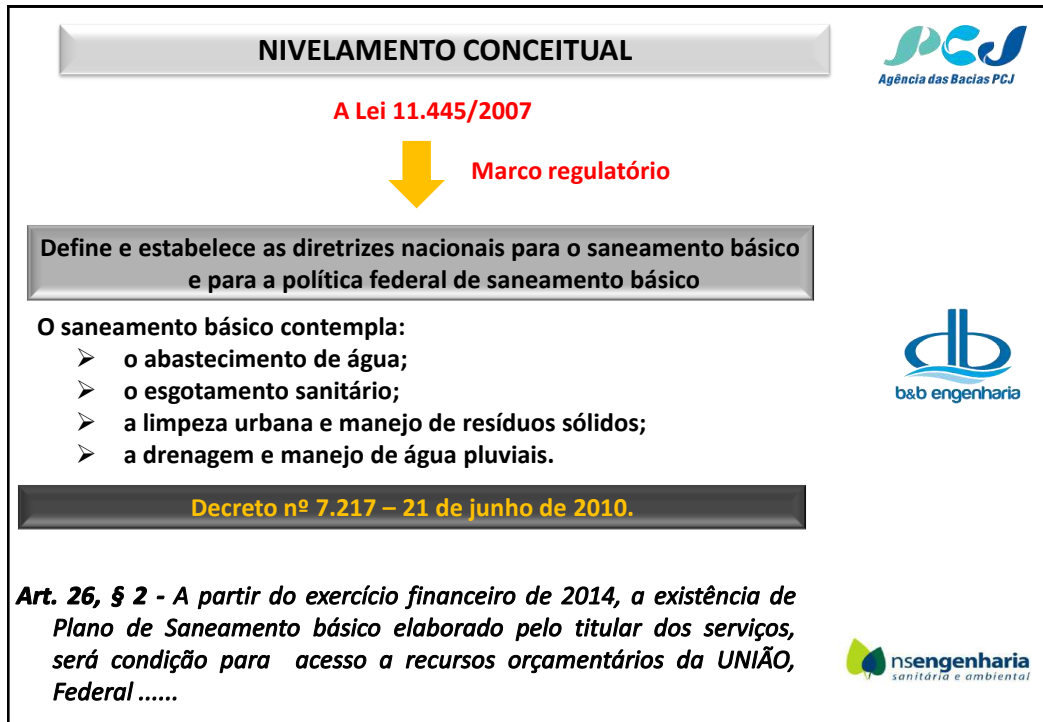 NIVELAMENTO CONCEITUAL
PCJ
Agência das Bacias PCJ
A Lei 11.445/2007
Marco regulatório
Define e estabelece as diretrizes nacionais para o saneamento básico
e para a política federal de saneamento básico
O saneamento básico contempla:
➢ o abastecimento de água;
➢ o esgotamento sanitário;
➢ a limpeza urbana e manejo de resíduos sólidos;
➢ a drenagem e manejo de água pluviais.
b&b engenharia
Decreto nº 7.217 – 21 de junho de 2010.
Art. 26, § 2 - A partir do exercício financeiro de 2014, a existência de
Plano de Saneamento básico elaborado pelo titular dos serviços,
será condição para acesso a recursos orçamentários da UNIÃO,
Federal ......
nsengenharia
sanitária e ambiental